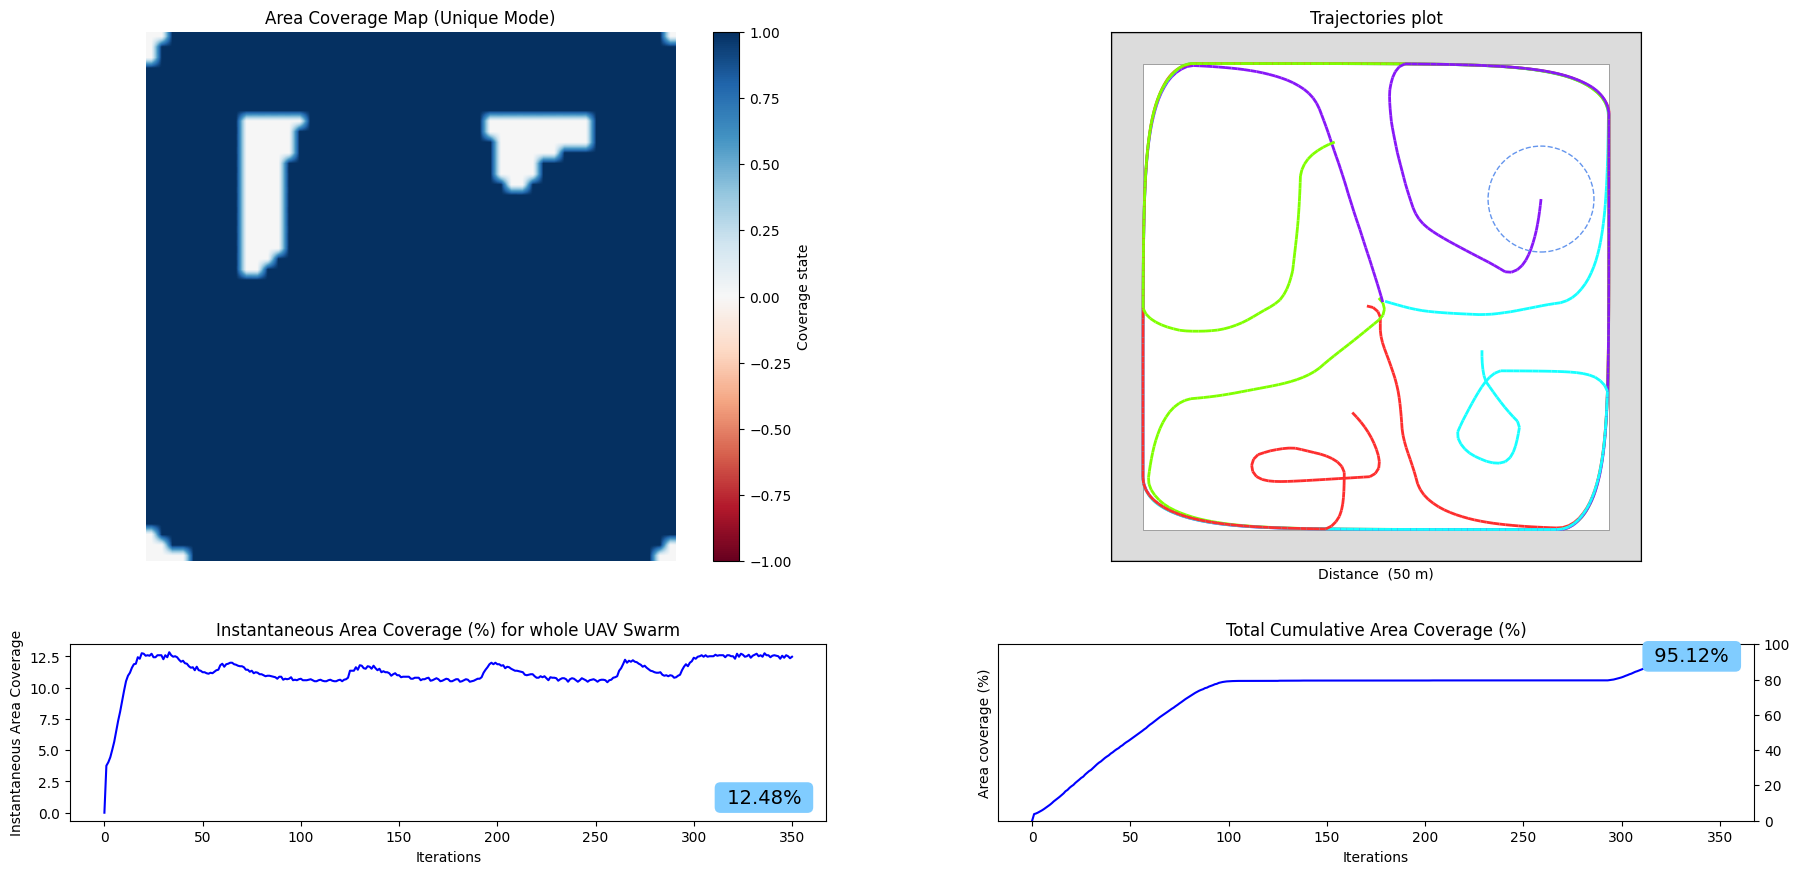 Area Coverage Map (Unique Mode)
1.00
0.75
0.50
0.25
0.00
−0.25
−0.50
−0.75
−1.00
Coverage state
Trajectories plot
Distance  (50 m)
Instantaneous Area Coverage (%) for whole UAV Swarm
Instantaneous Area Coverage
12.5
10.0
7.5
5.0
2.5
0.0
12.48%
0 50 100 150 200 250 300 350
Iterations
Total Cumulative Area Coverage (%)
Area coverage (%)
95.12%
100
80
60
40
20
0
0 50 100 150 200 250 300 350
Iterations